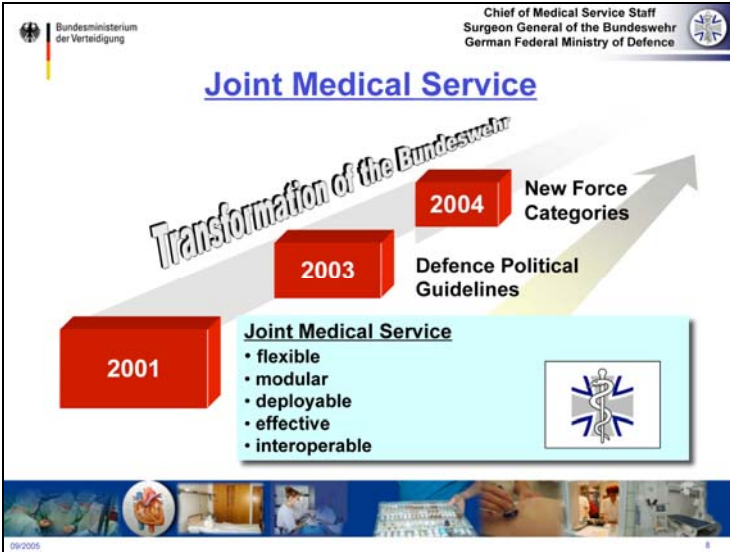 Bundesministerium
der Verteidigung
Chief of Medical Service Staff
Surgeon General of the Bundeswehr
German Federal Ministry of Defence
Joint Medical Service
Transformation of the Bundeswehr
2004
New Force
Categories
2003
Defence Political
Guidelines
2001
Joint Medical Service
• flexible
• modular
• deployable
• effective
• interoperable
09/2005
8